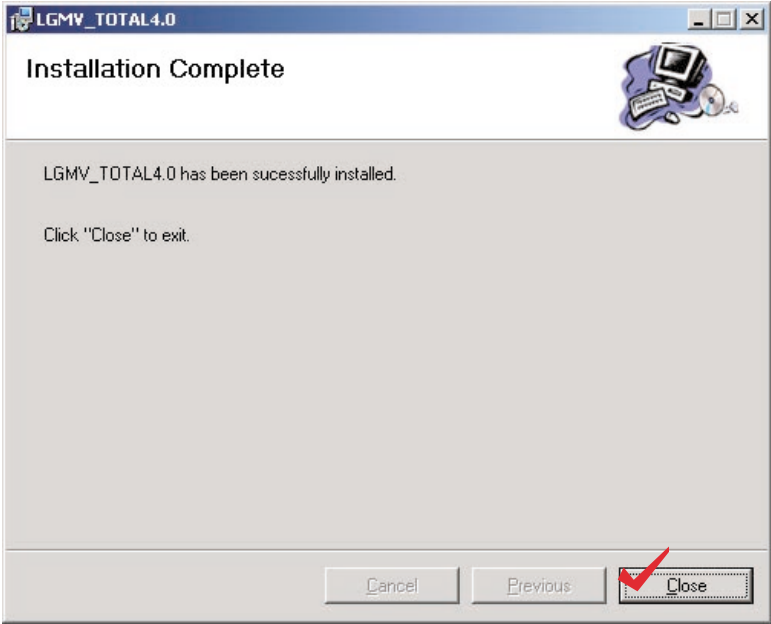 LGMV_TOTAL4.0
Installation Complete
LGMV_TOTAL4.0 has been sucessfully installed.
Click "Close" to exit.
Cancel
Previous
Close